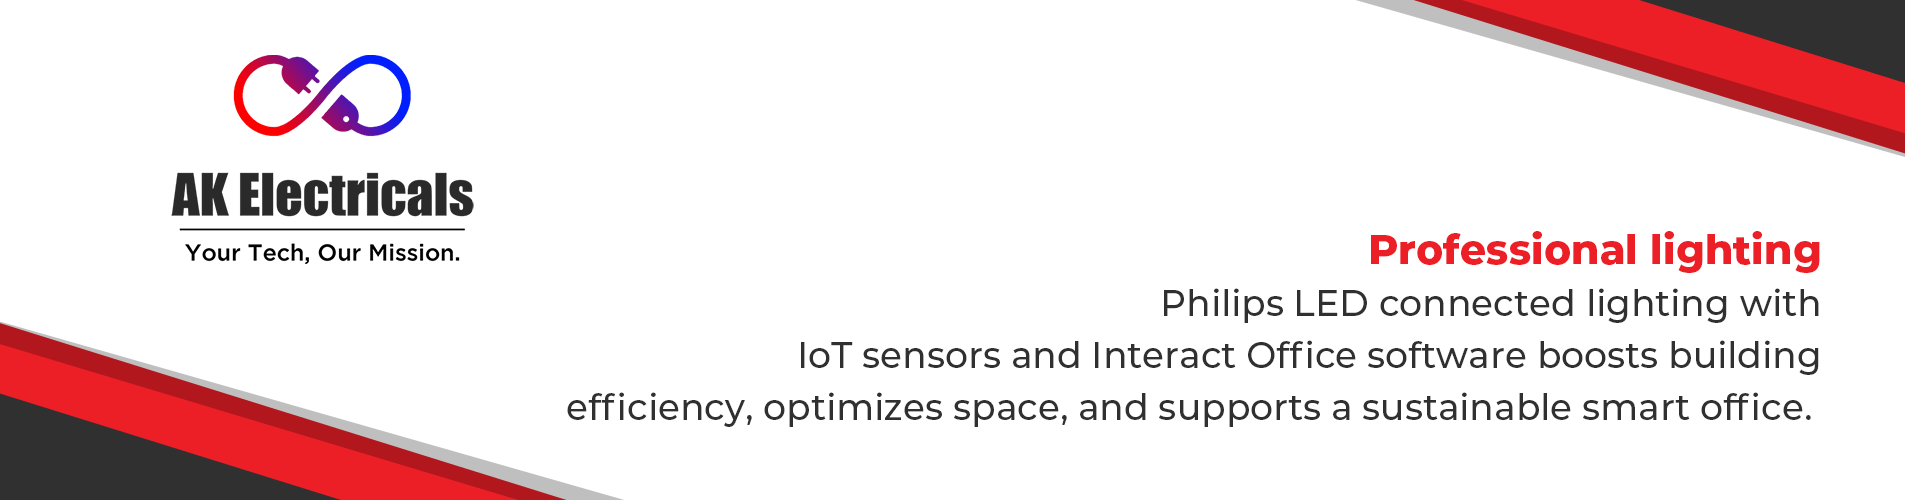 AK Electricals
Your Tech, Our Mission.
Professional lighting
Philips LED connected lighting with
IoT sensors and Interact Office software boosts building
efficiency, optimizes space, and supports a sustainable smart office.